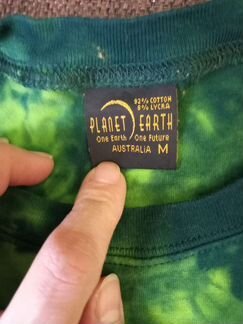 92% COTTON
8% LYCRA
PLANET EARTH
One Earth One Future
AUSTRALIA M